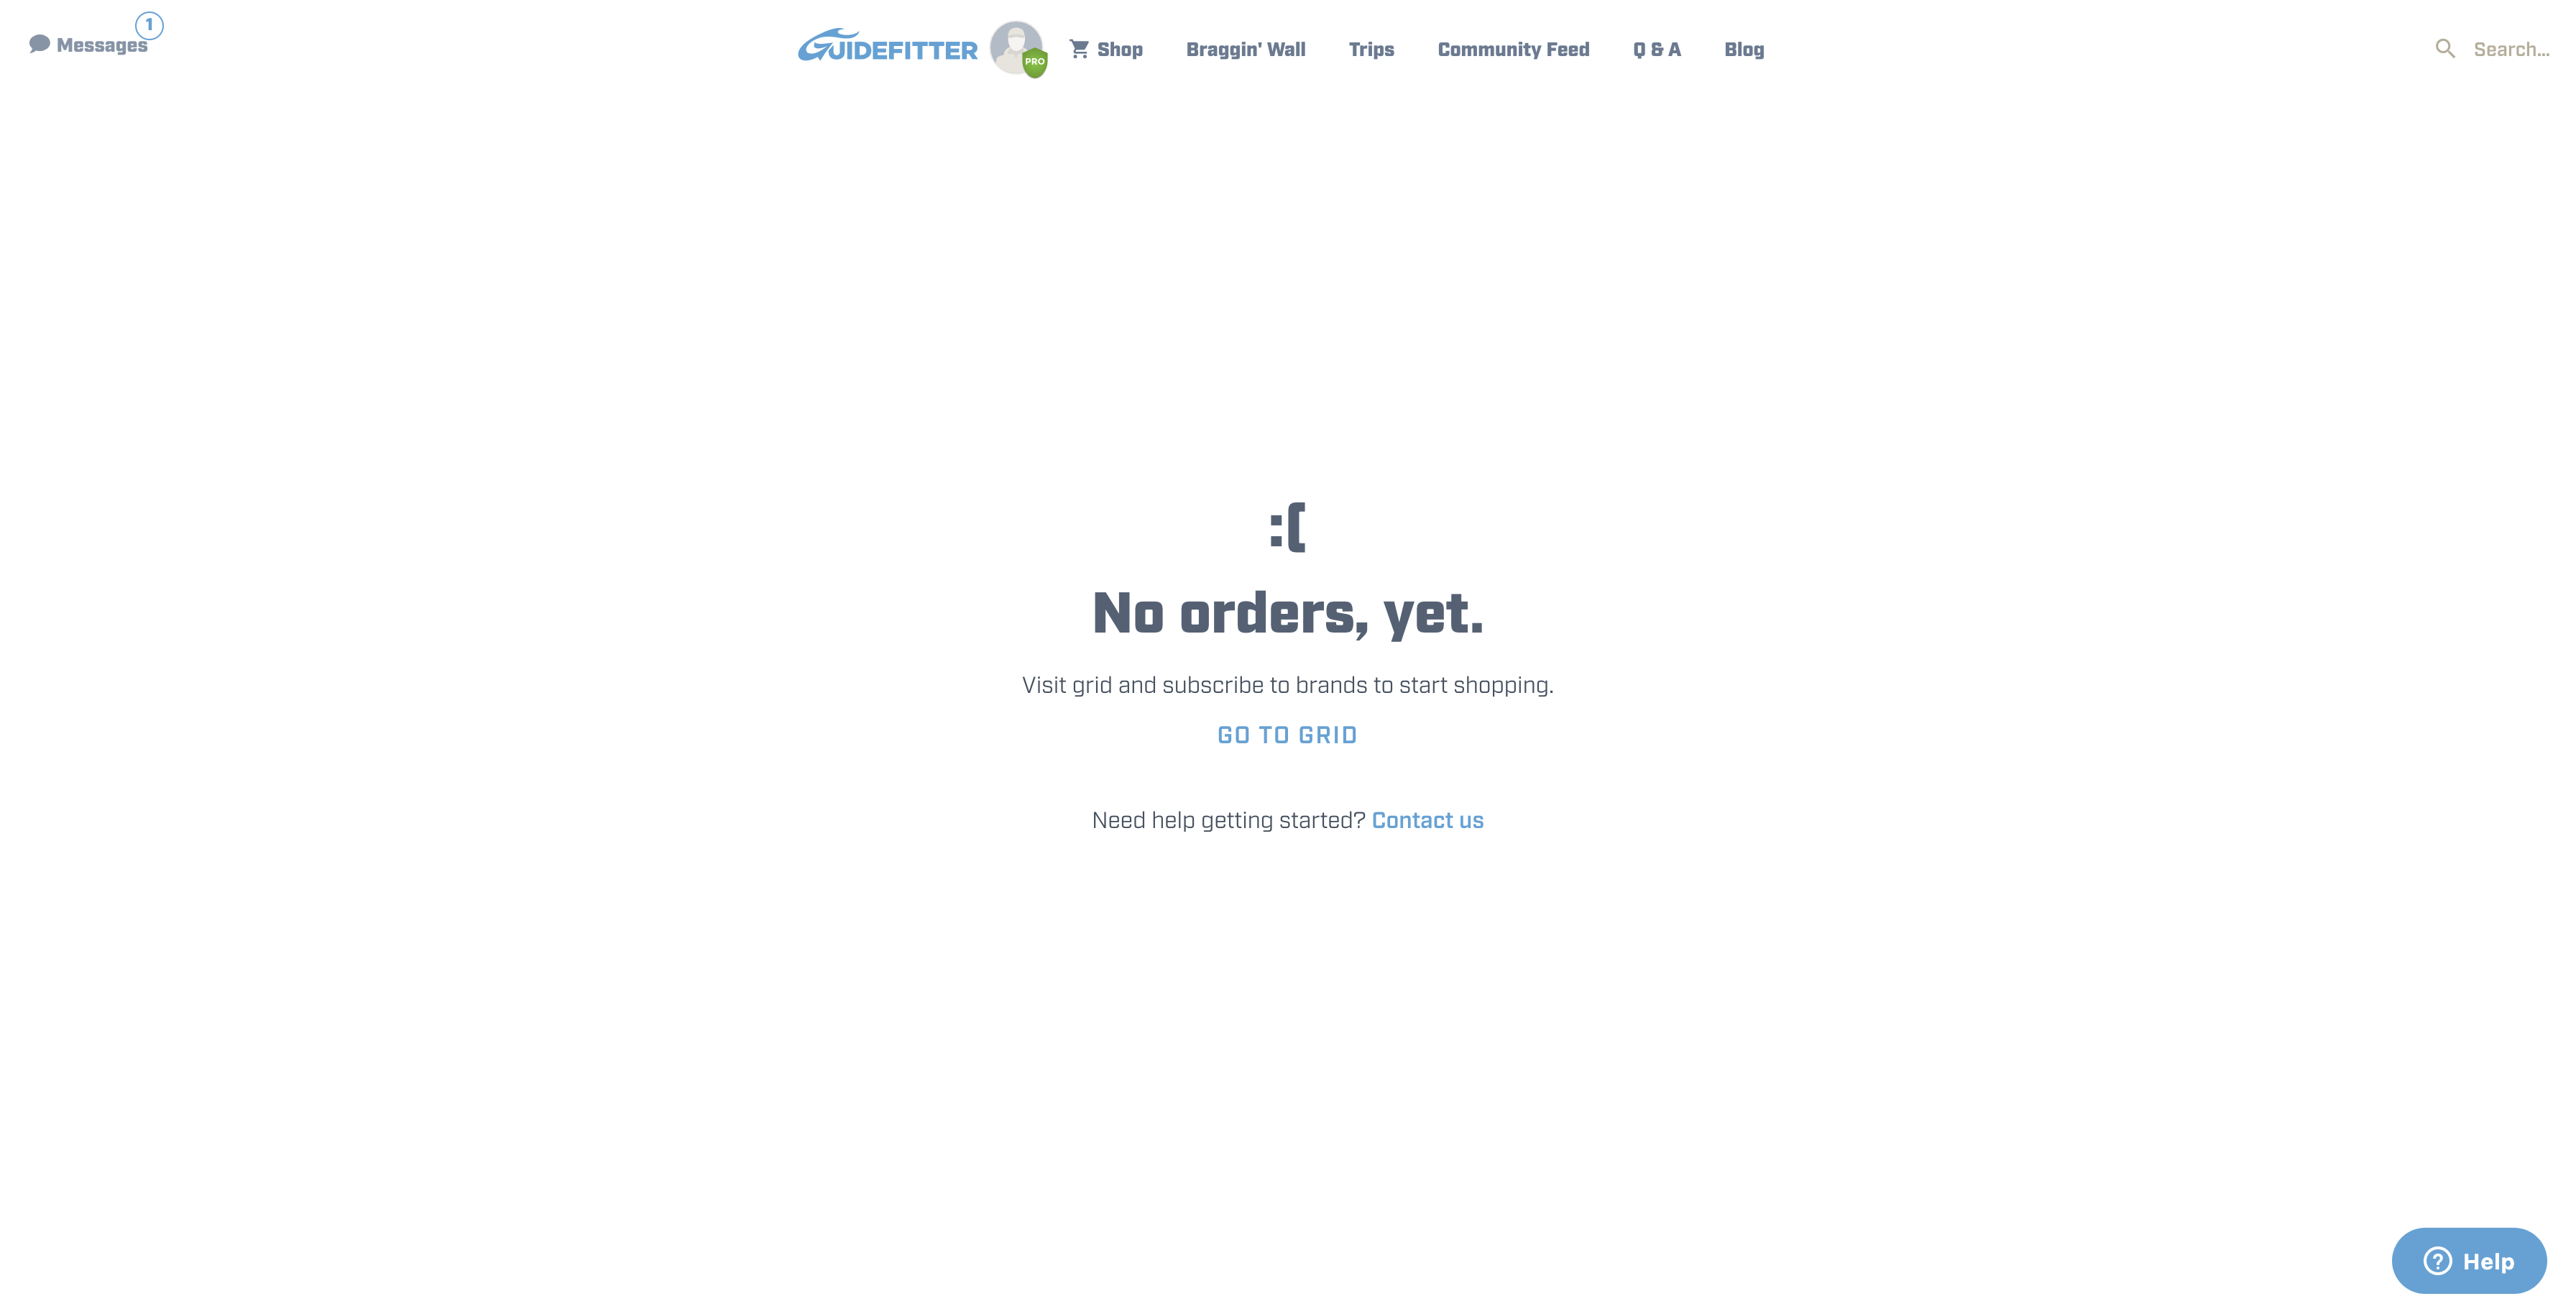 Messages
1
GUIDEFITTER
PRO
Shop
Braggin' Wall
Trips
Community Feed
Q & A
Blog
Search...
:(
No orders, yet.
Visit grid and subscribe to brands to start shopping.
GO TO GRID
Need help getting started? Contact us
? Help